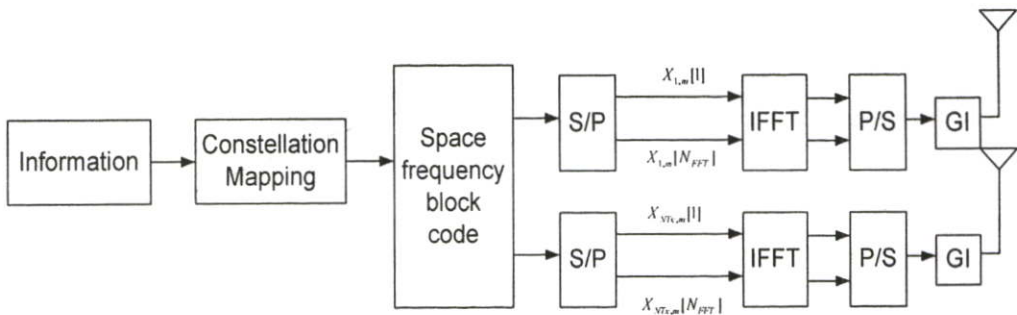 Information
Constellation
Mapping
Space
frequency
block
code
S/P
X_{1,m}[1]
X_{1,m}[N_{FFT}]
IFFT
P/S
GI
S/P
X_{NTx,m}[1]
X_{NTx,m}[N_{FFT}]
IFFT
P/S
GI